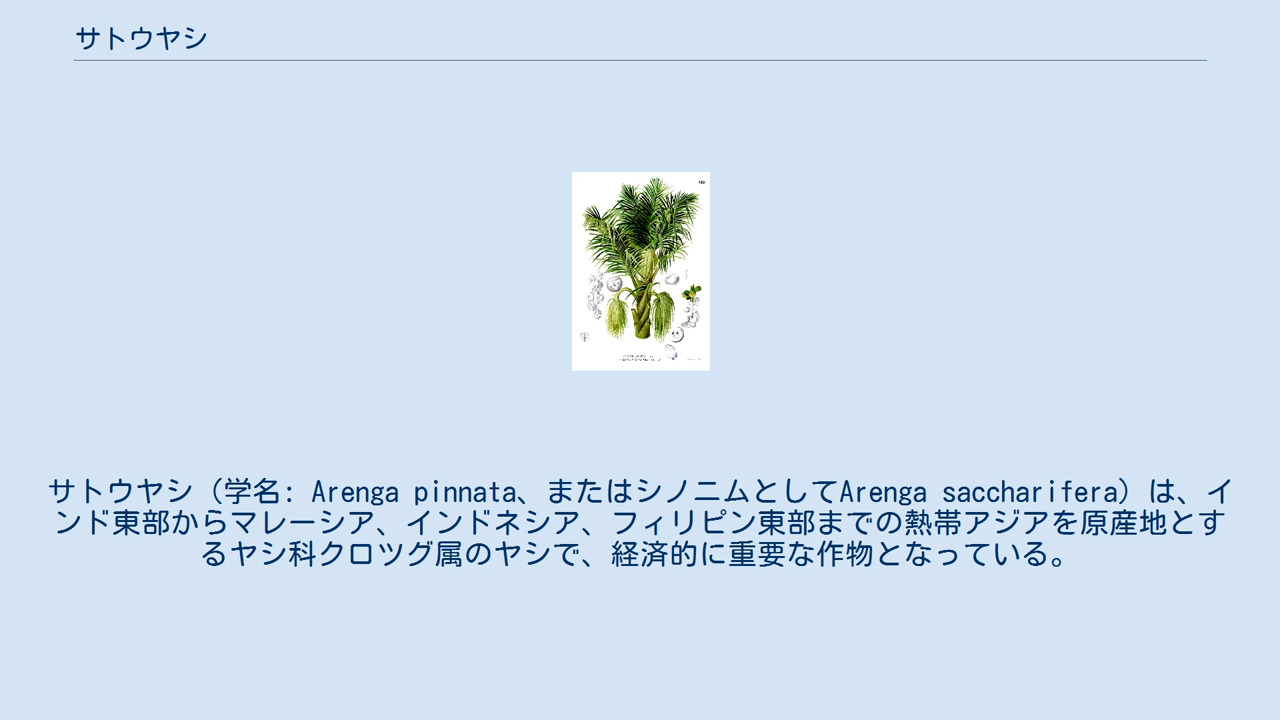 サトウヤシ
サトウヤシ（学名: Arenga pinnata、またはシノニムとしてArenga saccharifera）は、イ
ンド東部からマレーシア、インドネシア、フィリピン東部までの熱帯アジアを原産地とす
るヤシ科クロツグ属のヤシで、経済的に重要な作物となっている。